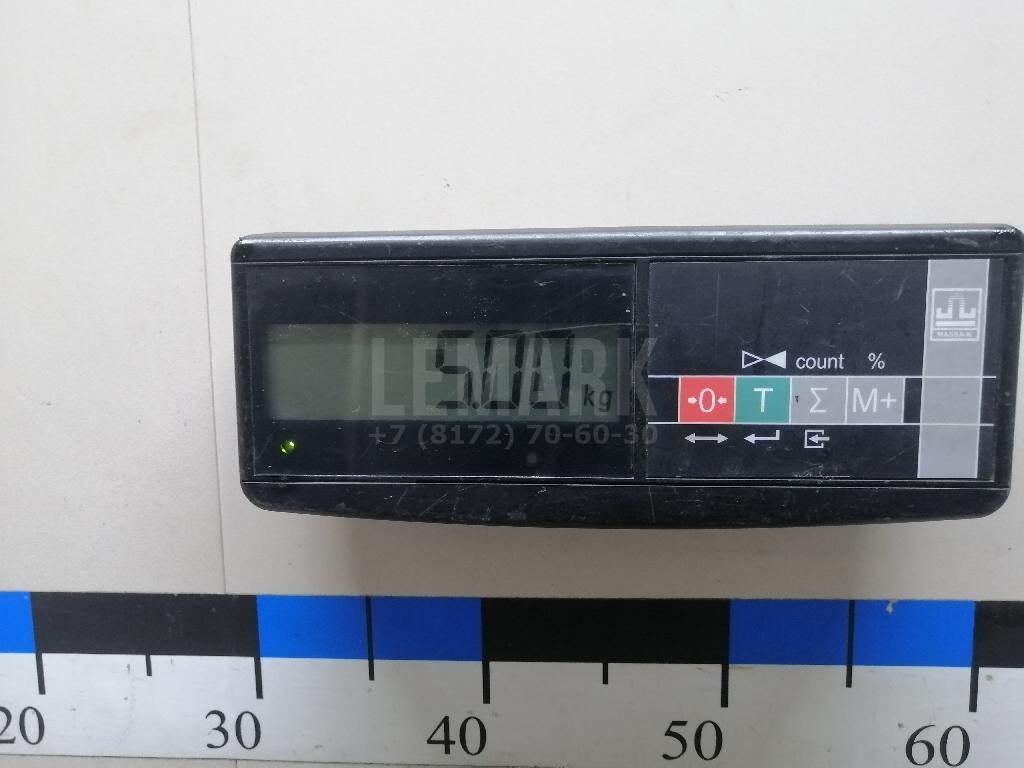 MASSA-K
count %
5.00 kg
→0← T Σ M+
LEMARK
+7 (8172) 70-60-30
20 30 40 50 60